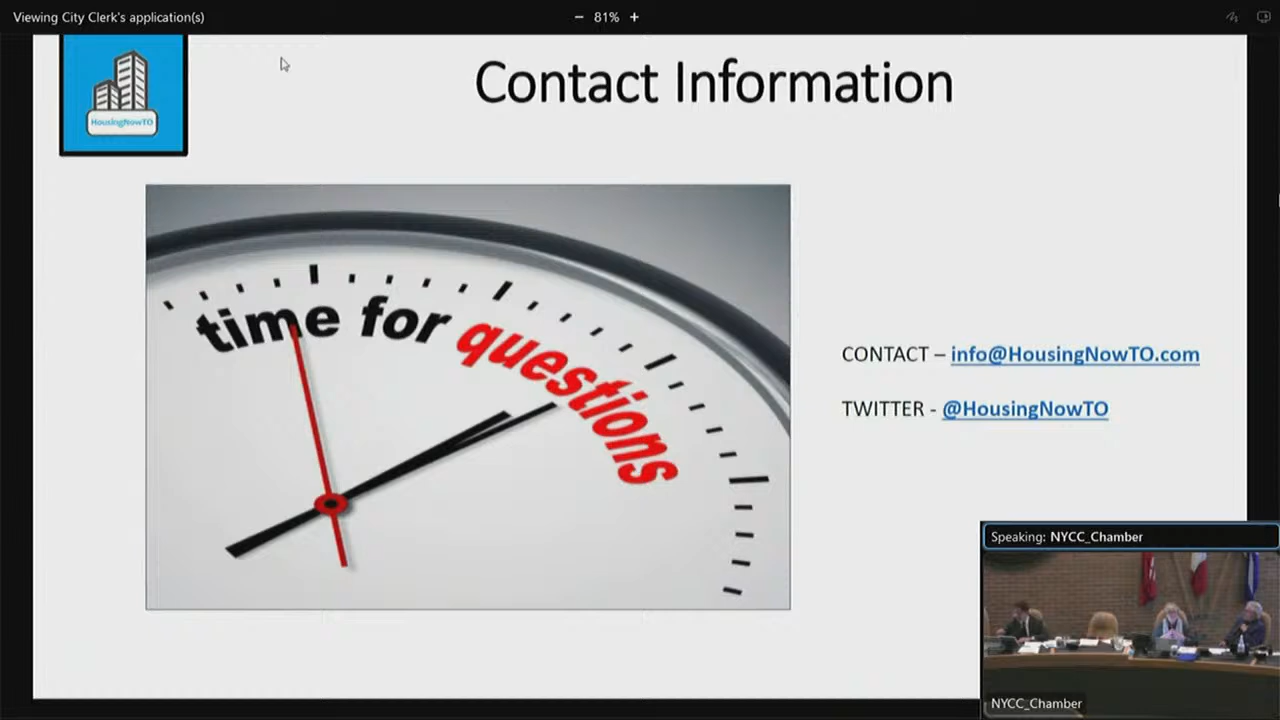 Viewing City Clerk's application(s)
− 81% +
HousingNowTO
Contact Information
time for questions
CONTACT – info@HousingNowTO.com
TWITTER - @HousingNowTO
Speaking: NYCC_Chamber
NYCC_Chamber